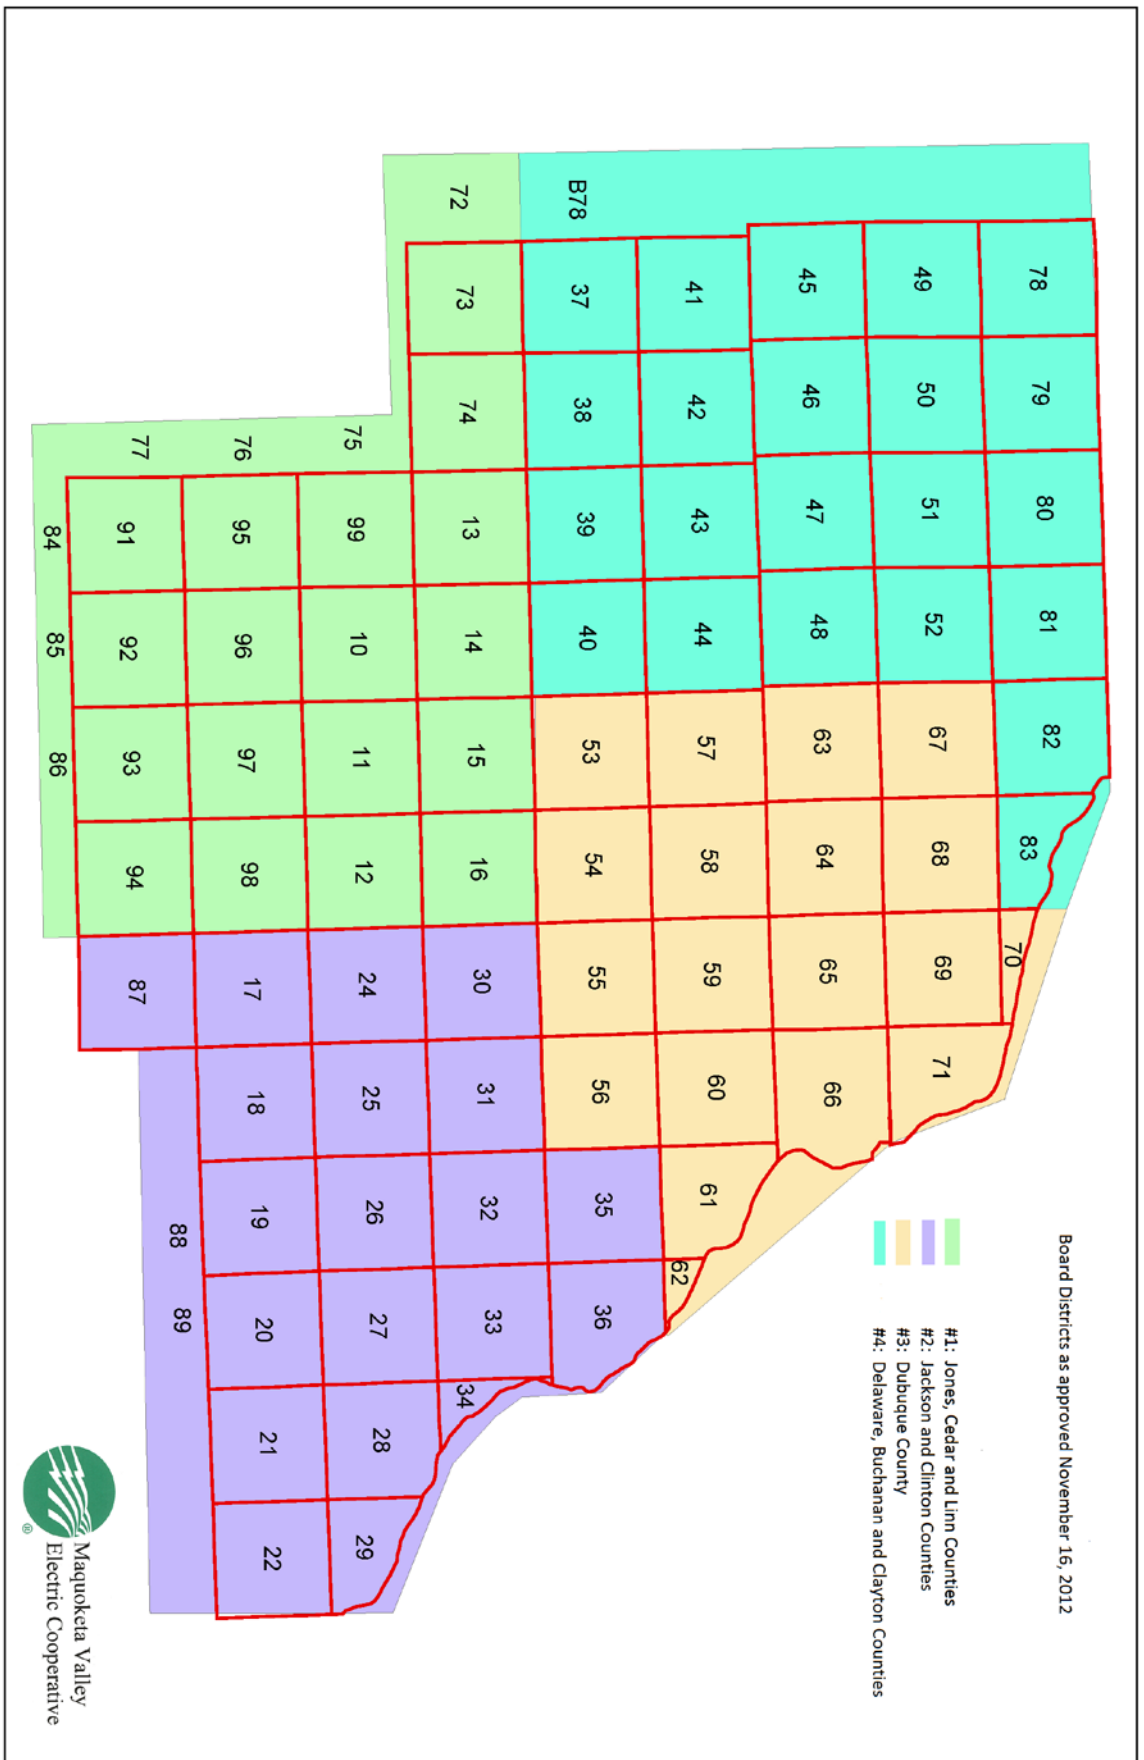 Board Districts as approved November 16, 2012
#1: Jones, Cedar and Linn Counties
#2: Jackson and Clinton Counties
#3: Dubuque County
#4: Delaware, Buchanan and Clayton Counties
78 79 80 81 82 83 70
49 50 51 52 67 68 69 71
45 46 47 48 63 64 65 66
41 42 43 44 57 58 59 60 61 62
B78 37 38 39 40 53 54 55 56 35 36
72 73 74 13 14 15 16 30 31 32 33 34
75 99 10 11 12 24 25 26 27 28 29
76 95 96 97 98 17 18 19 20 21 22
77 91 92 93 94 87 88 89
84 85 86
Maquoketa Valley
Electric Cooperative
®